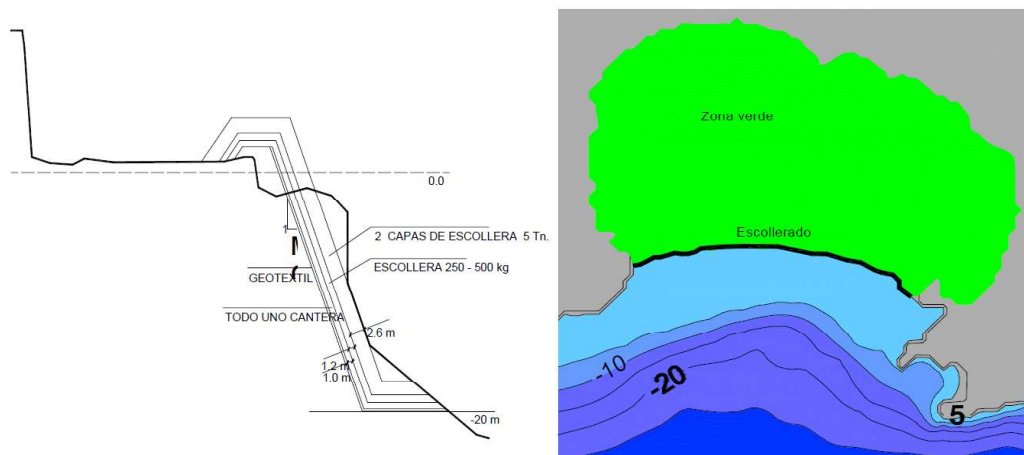 0.0
1
2 CAPAS DE ESCOLLERA 5 Tn.
ESCOLLERA 250 - 500 kg
GEOTEXTIL
TODO UNO CANTERA
2.6 m
1.2 m
1.0 m
-20 m
Zona verde
Escollerado
-10
-20
5